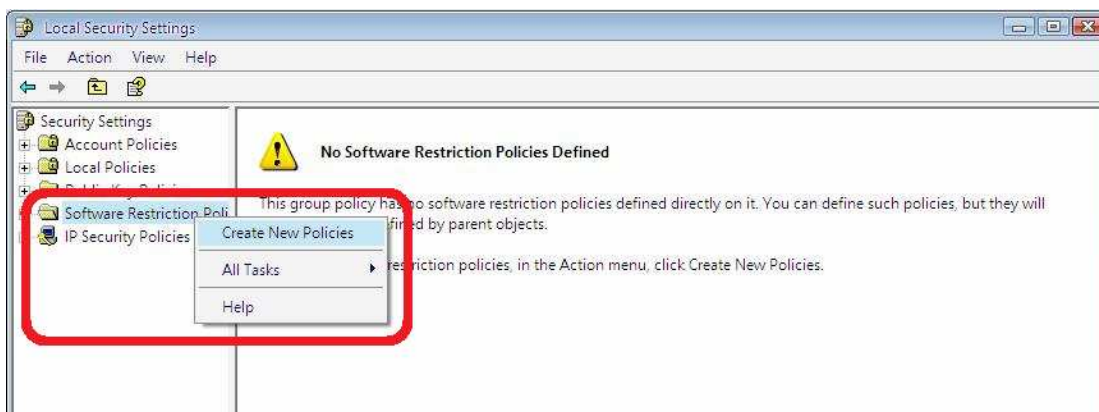 Local Security Settings
File Action View Help
Security Settings
Account Policies
Local Policies
Software Restriction Poli
IP Security Policies
Create New Policies
All Tasks
Help
No Software Restriction Policies Defined
This group policy has no software restriction policies defined directly on it. You can define such policies, but they will
by parent objects.
restriction policies, in the Action menu, click Create New Policies.